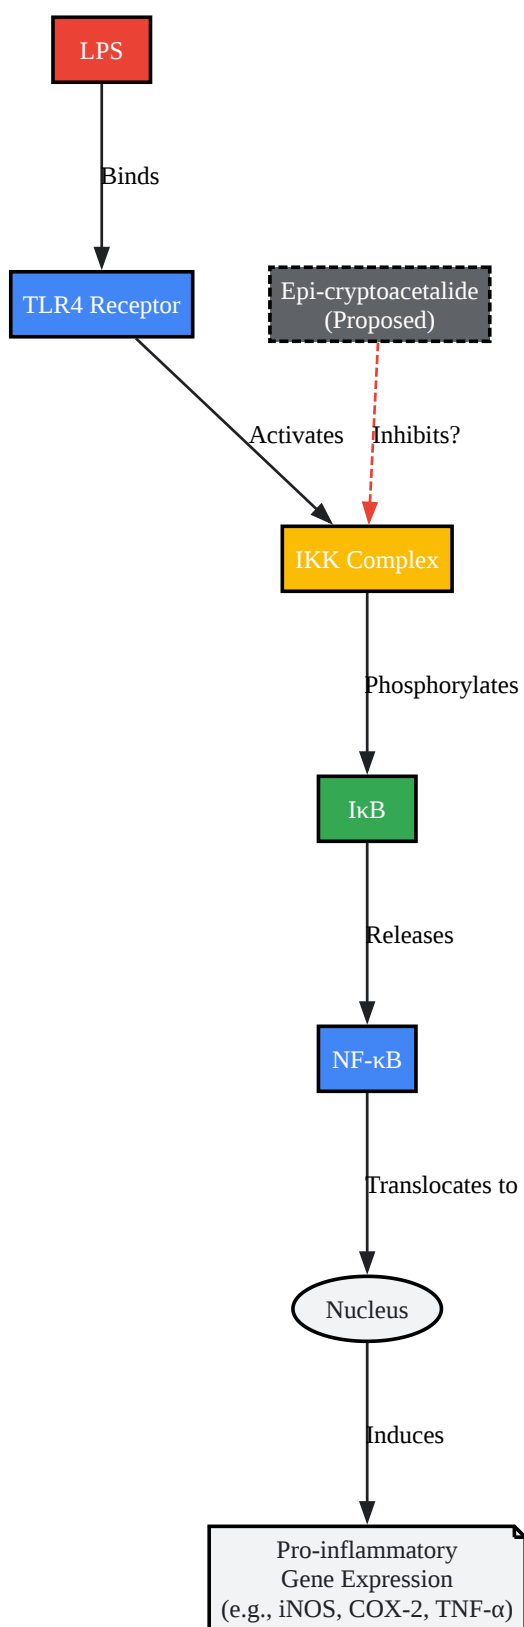 LPS
Binds
TLR4 Receptor
Epi-cryptoacetalide
(Proposed)
Activates
Inhibits?
IKK Complex
Phosphorylates
IκB
Releases
NF-κB
Translocates to
Nucleus
Induces
Pro-inflammatory
Gene Expression
(e.g., iNOS, COX-2, TNF-α)